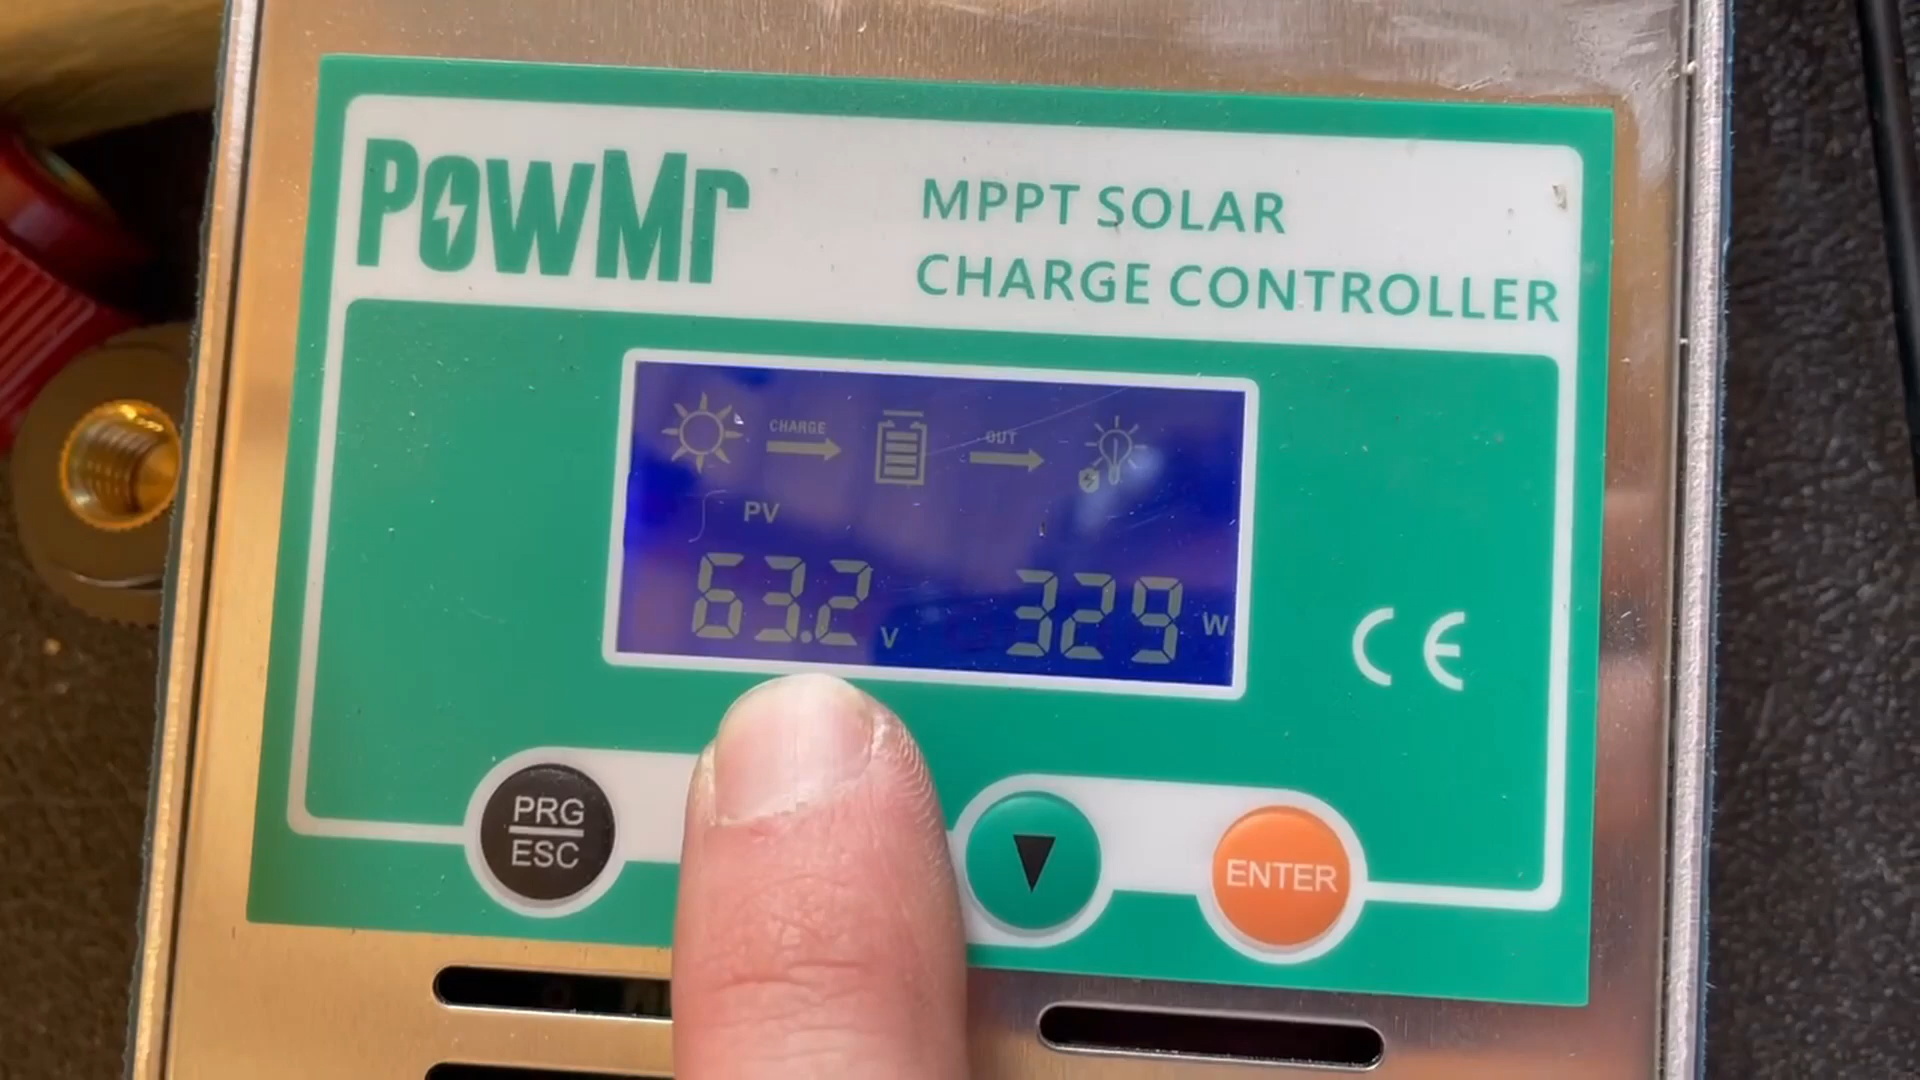 PowMr
MPPT SOLAR
CHARGE CONTROLLER
CHARGE
OUT
PV
63.2 V
329 W
CE
PRG
ESC
ENTER